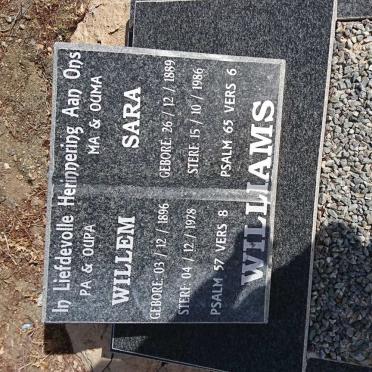 In Liefdevolle Herinnering Aan Ons
PA & OUPA
WILLEM
GEBORE: 03 / 12 / 1896
STERF: 04 / 12 / 1978
PSALM 57 VERS 8
MA & OUMA
SARA
GEBORE: 26 / 12 / 1889
STERF: 15 / 10 / 1986
PSALM 65 VERS 6
WILLIAMS